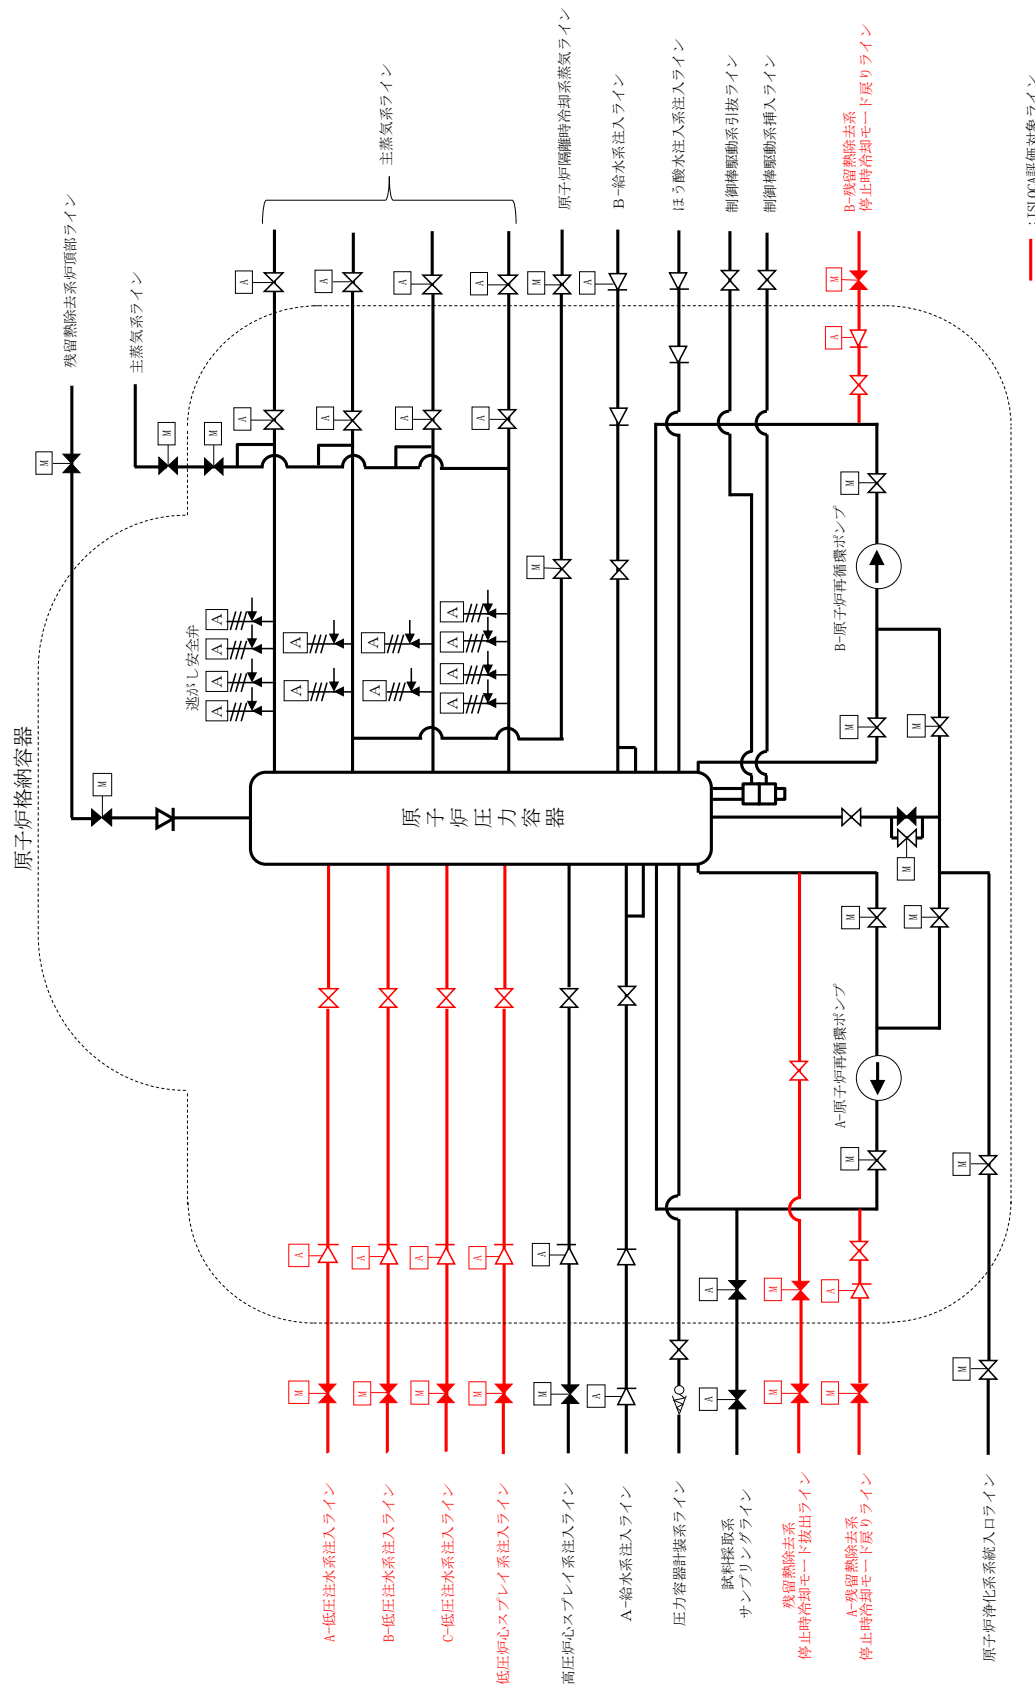 原子炉格納容器
残留熱除去系炉頂部ライン
主蒸気系ライン
主蒸気系ライン
原子炉隔離時冷却系蒸気ライン
B-給水系注入ライン
ほう酸水注入系注入ライン
制御棒駆動系引抜ライン
制御棒駆動系挿入ライン
B-残留熱除去系
停止時冷却モード戻りライン
:ISLOCA評価対象ライン
逃がし安全弁
原子炉圧力容器
B-原子炉再循環ポンプ
A-原子炉再循環ポンプ
A-低圧注水系注入ライン
B-低圧注水系注入ライン
C-低圧注水系注入ライン
低圧炉心スプレイ系注入ライン
高圧炉心スプレイ系注入ライン
A-給水系注入ライン
圧力容器計装系ライン
試料採取系
サンプリングライン
残留熱除去系
停止時冷却モード抜出ライン
A-残留熱除去系
停止時冷却モード戻りライン
原子炉浄化系系統入口ライン
M
M
M
M
A
A
A
A
A
A
A
A
M
A
M
A
A
A
A
A
A
A
A
A
A
A
A
M
A
M
M
M
M
M
M
M
M
A
A
A
A
A
A
M
A
M
M
M
M
M
M
A
A
M
M
M